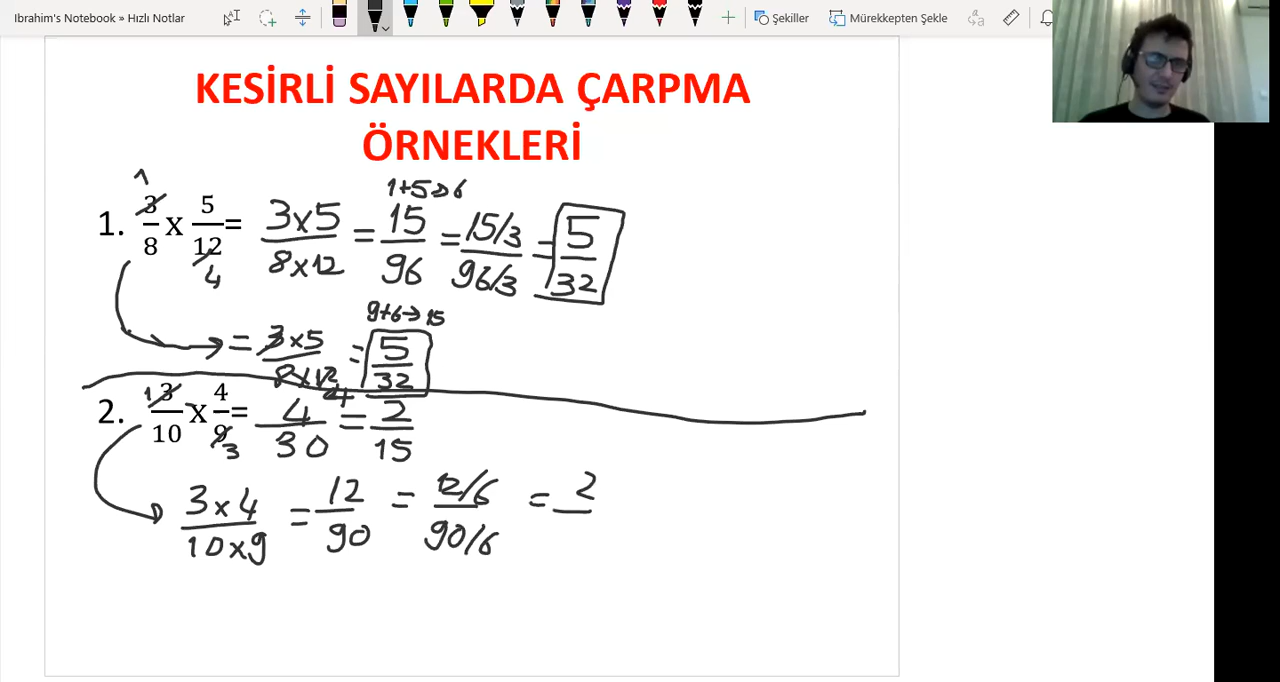 Ibrahim's Notebook » Hızlı Notlar
Şekiller
Mürekkepten Şekle
KESİRLİ SAYILARDA ÇARPMA
ÖRNEKLERİ
1+5→6
1
1. 3/8 x 5/12 = 3x5/8x12 = 15/96 = 15/3/96/3 = 5/32
4
9+6→15
= 3x5/8x12 = 5/32
4
2. 1 3/10 x 4/9 = 4/30 = 2/15
3
3x4/10x9 = 12/90 = 12/6/90/6 = 2